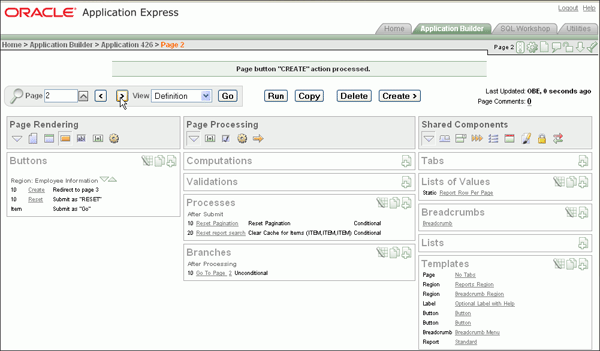 ORACLE Application Express
Logout Help
Home Application Builder SQL Workshop Utilities
Home > Application Builder > Application 426 > Page 2
Page 2
Page button "CREATE" action processed.
Page 2 < > View Definition Go Run Copy Delete Create >
Last Updated: OBE, 0 seconds ago
Page Comments: 0
Page Rendering
Buttons
Region: Employee Information
10 Create Redirect to page 3
10 Reset Submit as "RESET"
Item Submit as "Go"
Page Processing
Computations
Validations
Processes
After Submit
10 Reset Pagination Reset Pagination Conditional
20 Reset report search Clear Cache for Items (ITEM,ITEM,ITEM) Conditional
Branches
After Processing
10 Go To Page 2 Unconditional
Shared Components
Tabs
Lists of Values
Static Report Row Per Page
Breadcrumbs
Breadcrumb
Lists
Templates
Page No Tabs
Region Reports Region
Region Breadcrumb Region
Label Optional Label with Help
Button Button
Button Button
Breadcrumb Breadcrumb Menu
Report Standard